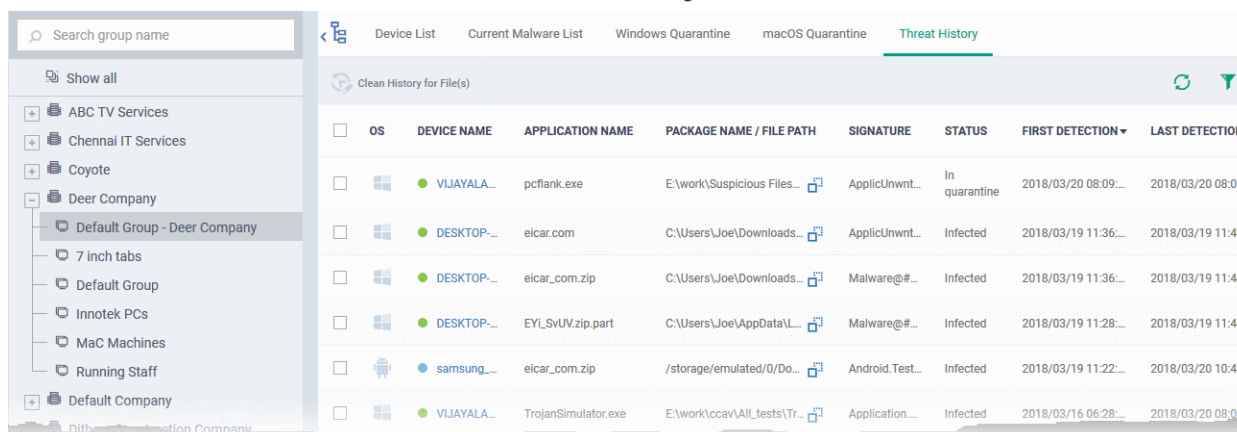 Search group name
Show all
ABC TV Services
Chennai IT Services
Coyote
Deer Company
Default Group - Deer Company
7 inch tabs
Default Group
Innotek PCs
MaC Machines
Running Staff
Default Company
Device List Current Malware List Windows Quarantine macOS Quarantine Threat History
Clean History for File(s)
OS DEVICE NAME APPLICATION NAME PACKAGE NAME / FILE PATH SIGNATURE STATUS FIRST DETECTION LAST DETECTION
VIJAYALA... pcflank.exe E:\work\Suspicious Files... ApplicUnwnt... In quarantine 2018/03/20 08:09:... 2018/03/20 08:0
DESKTOP-... eicar.com C:\Users\Joe\Downloads... ApplicUnwnt... Infected 2018/03/19 11:36:... 2018/03/19 11:4
DESKTOP-... eicar_com.zip C:\Users\Joe\Downloads... Malware@#... Infected 2018/03/19 11:36:... 2018/03/19 11:4
DESKTOP-... EYi_SvUV.zip.part C:\Users\Joe\AppData\L... Malware@#... Infected 2018/03/19 11:28:... 2018/03/19 11:4
samsung_... eicar_com.zip /storage/emulated/0/Do... Android.Test... Infected 2018/03/19 11:22:... 2018/03/20 10:4
VIJAYALA... TrojanSimulator.exe E:\work\ccav\All_tests\Tr... Application.... Infected 2018/03/16 06:28:... 2018/03/20 08:0